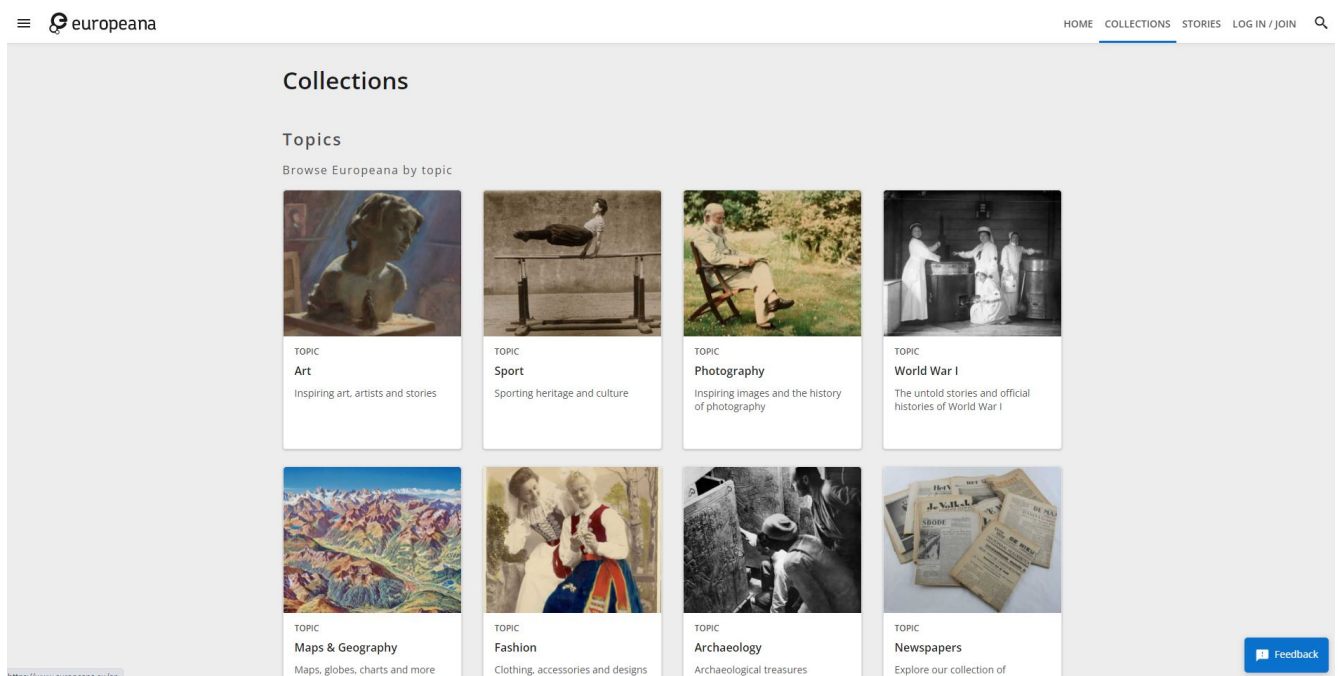 europeana
HOME COLLECTIONS STORIES LOG IN / JOIN
Collections
Topics
Browse Europeana by topic
TOPIC
Art
Inspiring art, artists and stories
TOPIC
Sport
Sporting heritage and culture
TOPIC
Photography
Inspiring images and the history
of photography
TOPIC
World War I
The untold stories and official
histories of World War I
TOPIC
Maps & Geography
Maps, globes, charts and more
TOPIC
Fashion
Clothing, accessories and designs
TOPIC
Archaeology
Archaeological treasures
TOPIC
Newspapers
Explore our collection of
Feedback